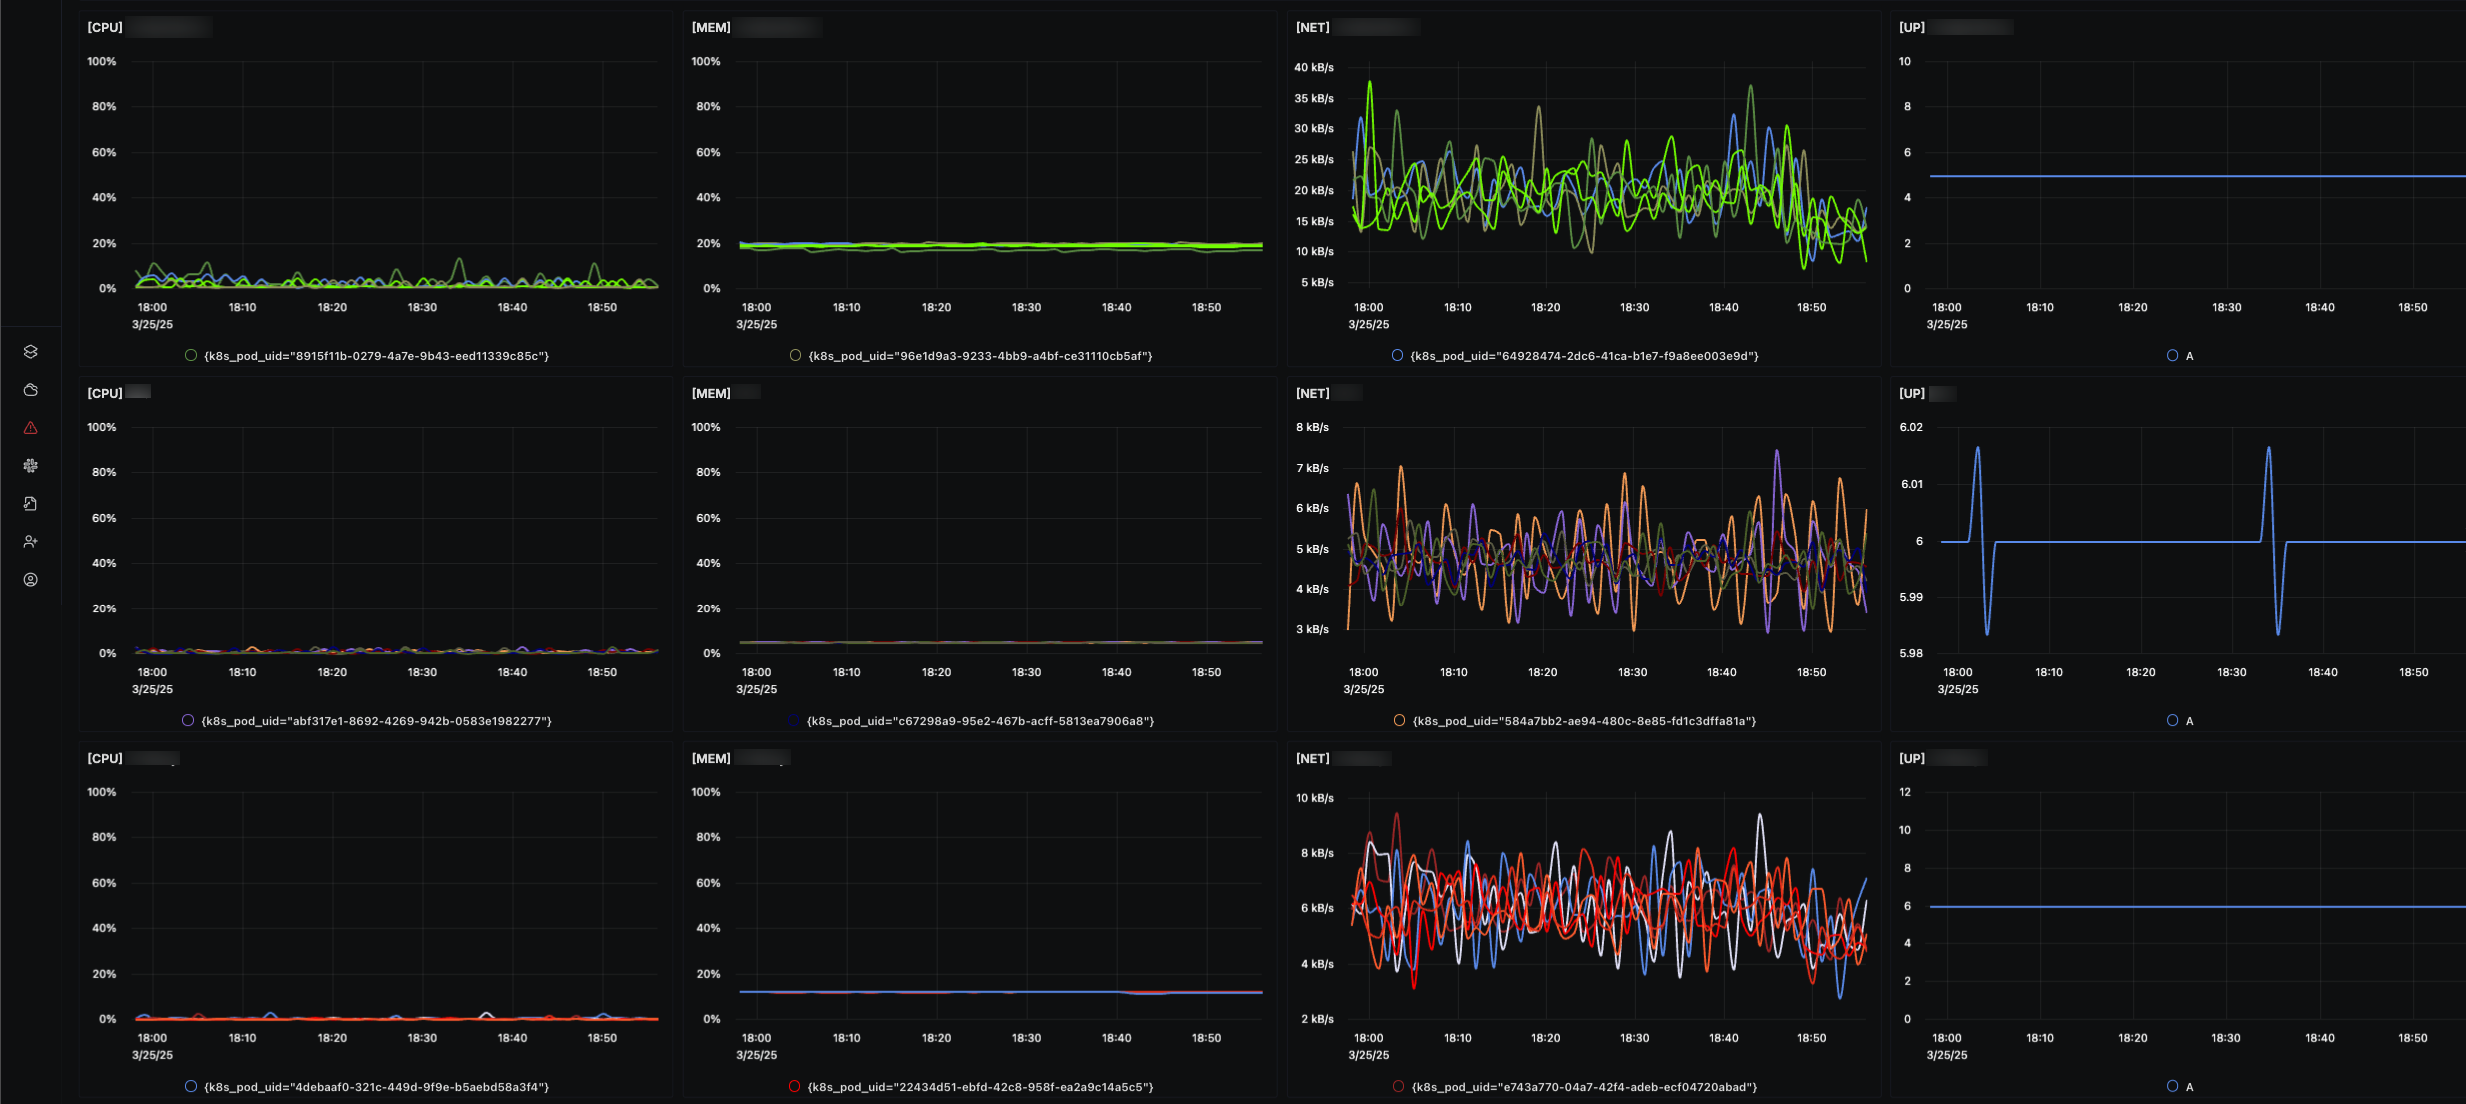 [CPU]
100%
80%
60%
40%
20%
0%
18:00 18:10 18:20 18:30 18:40 18:50
3/25/25
{k8s_pod_uid="8915f11b-0279-4a7e-9b43-eed11339c85c"}
[MEM]
100%
80%
60%
40%
20%
0%
18:00 18:10 18:20 18:30 18:40 18:50
3/25/25
{k8s_pod_uid="96e1d9a3-9233-4bb9-a4bf-ce31110cb5af"}
[NET]
40 kB/s
35 kB/s
30 kB/s
25 kB/s
20 kB/s
15 kB/s
10 kB/s
5 kB/s
18:00 18:10 18:20 18:30 18:40 18:50
3/25/25
{k8s_pod_uid="64928474-2dc6-41ca-b1e7-f9a8ee003e9d"}
[UP]
10
8
6
4
2
0
18:00 18:10 18:20 18:30 18:40 18:50
3/25/25
A
[CPU]
100%
80%
60%
40%
20%
0%
18:00 18:10 18:20 18:30 18:40 18:50
3/25/25
{k8s_pod_uid="abf317e1-8692-4269-942b-0583e1982277"}
[MEM]
100%
80%
60%
40%
20%
0%
18:00 18:10 18:20 18:30 18:40 18:50
3/25/25
{k8s_pod_uid="c67298a9-95e2-467b-acff-5813ea7906a8"}
[NET]
8 kB/s
7 kB/s
6 kB/s
5 kB/s
4 kB/s
3 kB/s
18:00 18:10 18:20 18:30 18:40 18:50
3/25/25
{k8s_pod_uid="584a7bb2-ae94-480c-8e85-fd1c3dffa81a"}
[UP]
6.02
6.01
6
5.99
5.98
18:00 18:10 18:20 18:30 18:40 18:50
3/25/25
A
[CPU]
100%
80%
60%
40%
20%
0%
18:00 18:10 18:20 18:30 18:40 18:50
3/25/25
{k8s_pod_uid="4debaaf0-321c-449d-9f9e-b5aebd58a3f4"}
[MEM]
100%
80%
60%
40%
20%
0%
18:00 18:10 18:20 18:30 18:40 18:50
3/25/25
{k8s_pod_uid="22434d51-ebfd-42c8-958f-ea2a9c14a5c5"}
[NET]
10 kB/s
8 kB/s
6 kB/s
4 kB/s
2 kB/s
18:00 18:10 18:20 18:30 18:40 18:50
3/25/25
{k8s_pod_uid="e743a770-04a7-42f4-adeb-ecf04720abad"}
[UP]
12
10
8
6
4
2
0
18:00 18:10 18:20 18:30 18:40 18:50
3/25/25
A